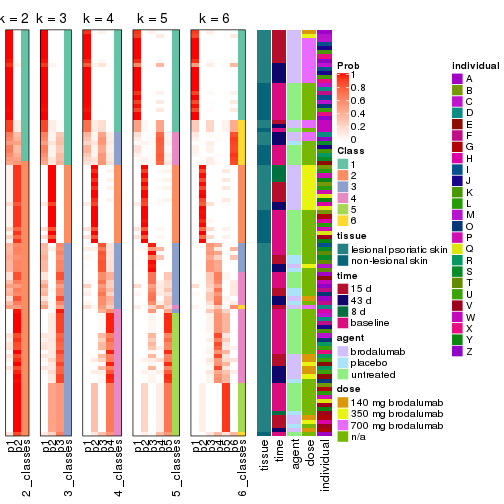 k = 2
k = 3
k = 4
k = 5
k = 6
p1
p2
2_classes
p1
p2
p3
3_classes
p1
p2
p3
p4
4_classes
p1
p2
p3
p4
p5
5_classes
p1
p2
p3
p4
p5
p6
6_classes
tissue
time
agent
dose
individual
Prob
1
0.8
0.6
0.4
0.2
0
Class
1
2
3
4
5
6
tissue
lesional psoriatic skin
non-lesional skin
time
15 d
43 d
8 d
baseline
agent
brodalumab
placebo
untreated
dose
140 mg brodalumab
350 mg brodalumab
700 mg brodalumab
n/a
individual
A
B
C
D
E
F
G
H
I
J
K
L
M
O
P
Q
R
S
T
U
V
W
X
Y
Z